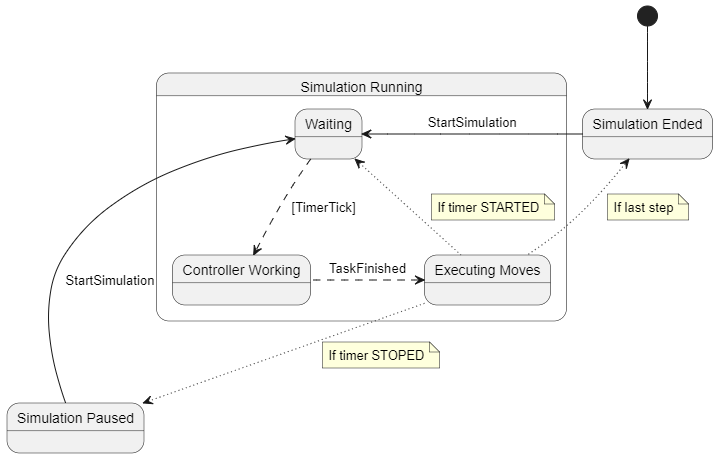 Simulation Running
Waiting
StartSimulation
Simulation Ended
[TimerTick]
If timer STARTED
If last step
StartSimulation
Controller Working
TaskFinished
Executing Moves
If timer STOPED
Simulation Paused